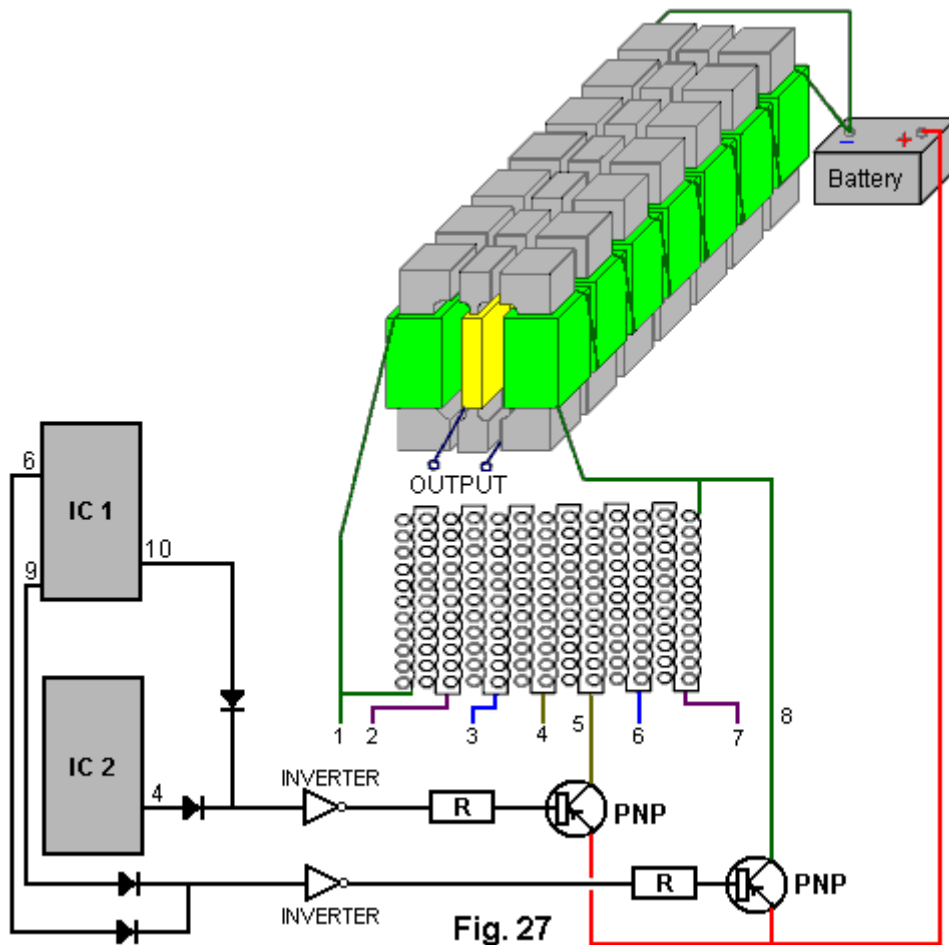 − +
Battery
OUTPUT
6
IC 1
10
9
1 2 3 4 5 6 7 8
IC 2
4
INVERTER
R
PNP
R
PNP
INVERTER
Fig. 27